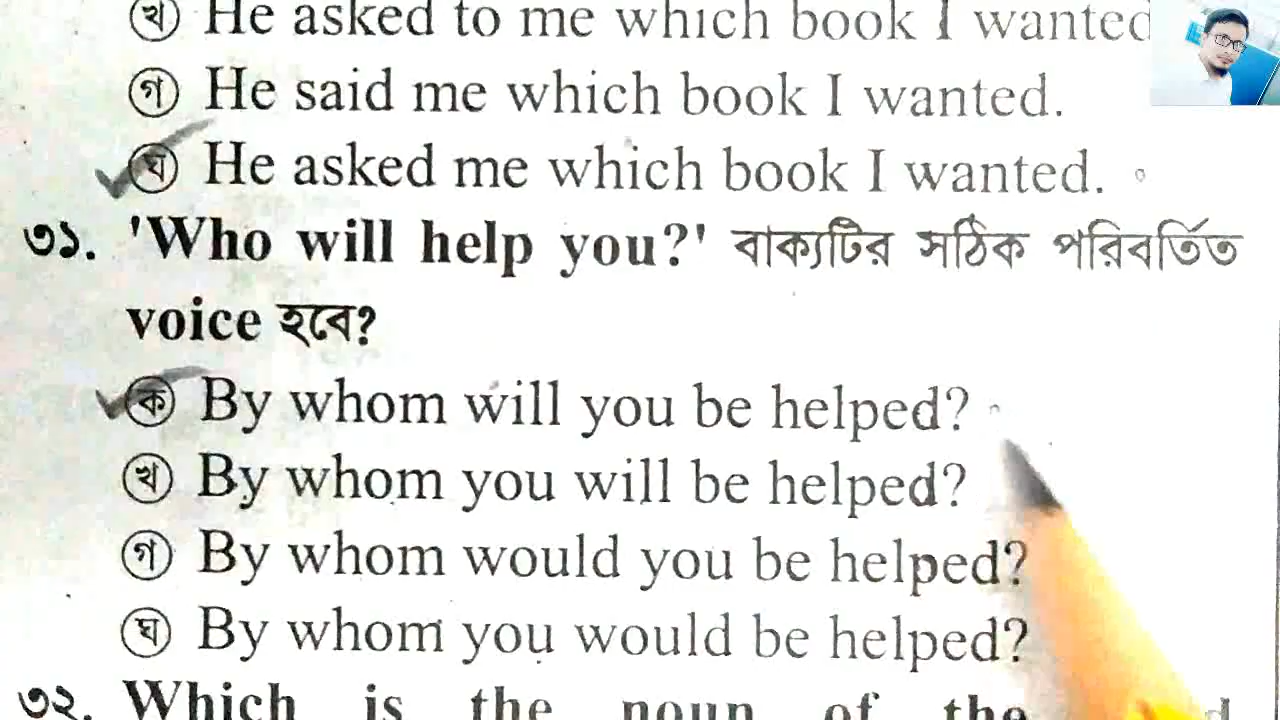 খ He asked to me which book I wanted
গ He said me which book I wanted.
ঘ He asked me which book I wanted.
৩১. 'Who will help you?' বাক্যটির সঠিক পরিবর্তিত
voice হবে?
ক By whom will you be helped?
খ By whom you will be helped?
গ By whom would you be helped?
ঘ By whom you would be helped?
৩২. Which is the noun of the